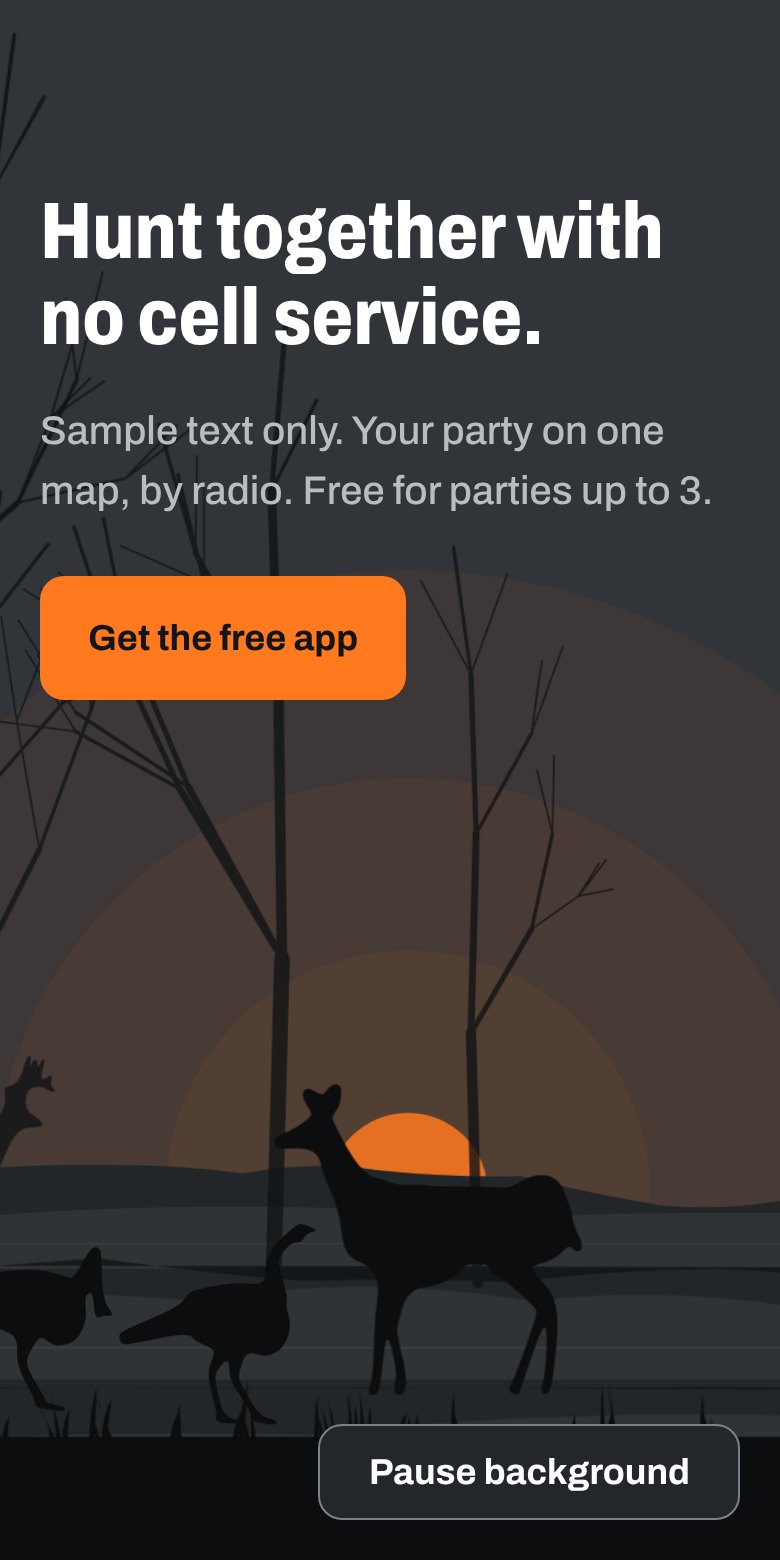 Hunt together with
no cell service.
Sample text only. Your party on one
map, by radio. Free for parties up to 3.
Get the free app
Pause background